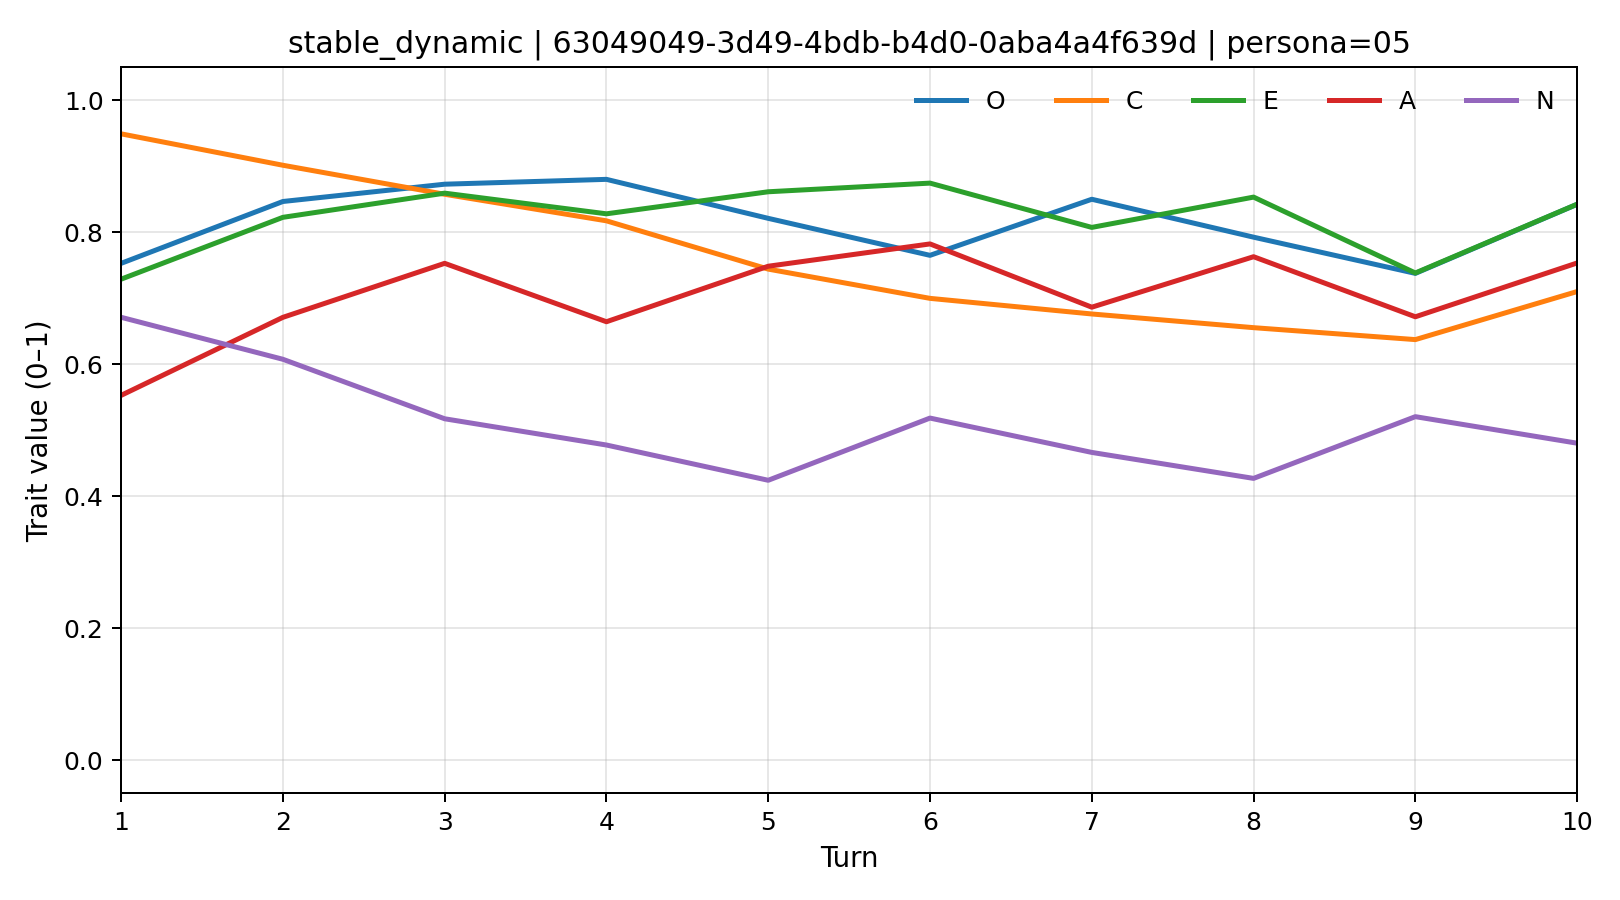 stable_dynamic | 63049049-3d49-4bdb-b4d0-0aba4a4f639d | persona=05
O C E A N
Trait value (0–1)
1.0
0.8
0.6
0.4
0.2
0.0
1 2 3 4 5 6 7 8 9 10
Turn